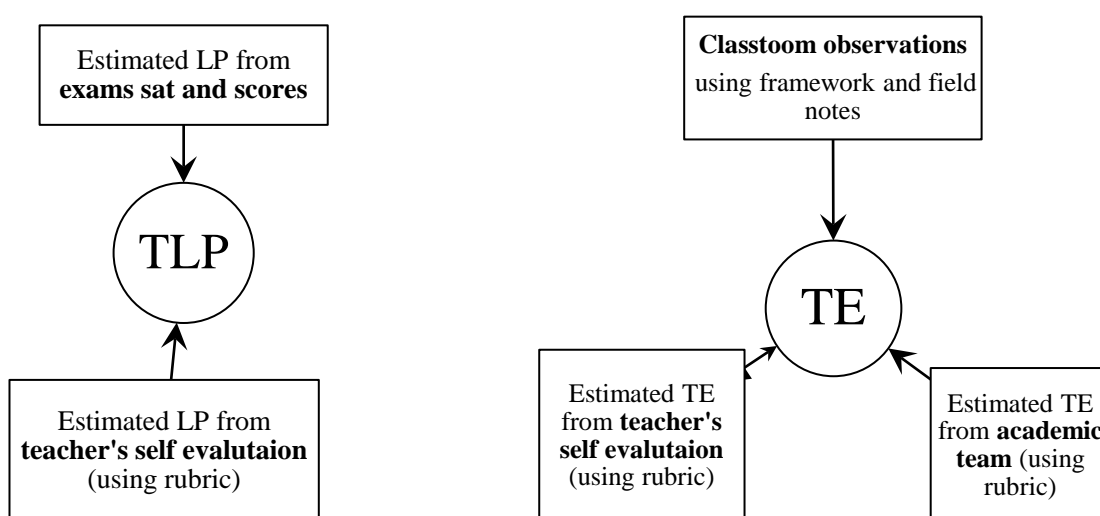 Estimated LP from
exams sat and scores
TLP
Estimated LP from
teacher's self evalutaion
(using rubric)
Classtoom observations
using framework and field
notes
TE
Estimated TE
from teacher's
self evalutaion
(using rubric)
Estimated TE
from academic
team (using
rubric)